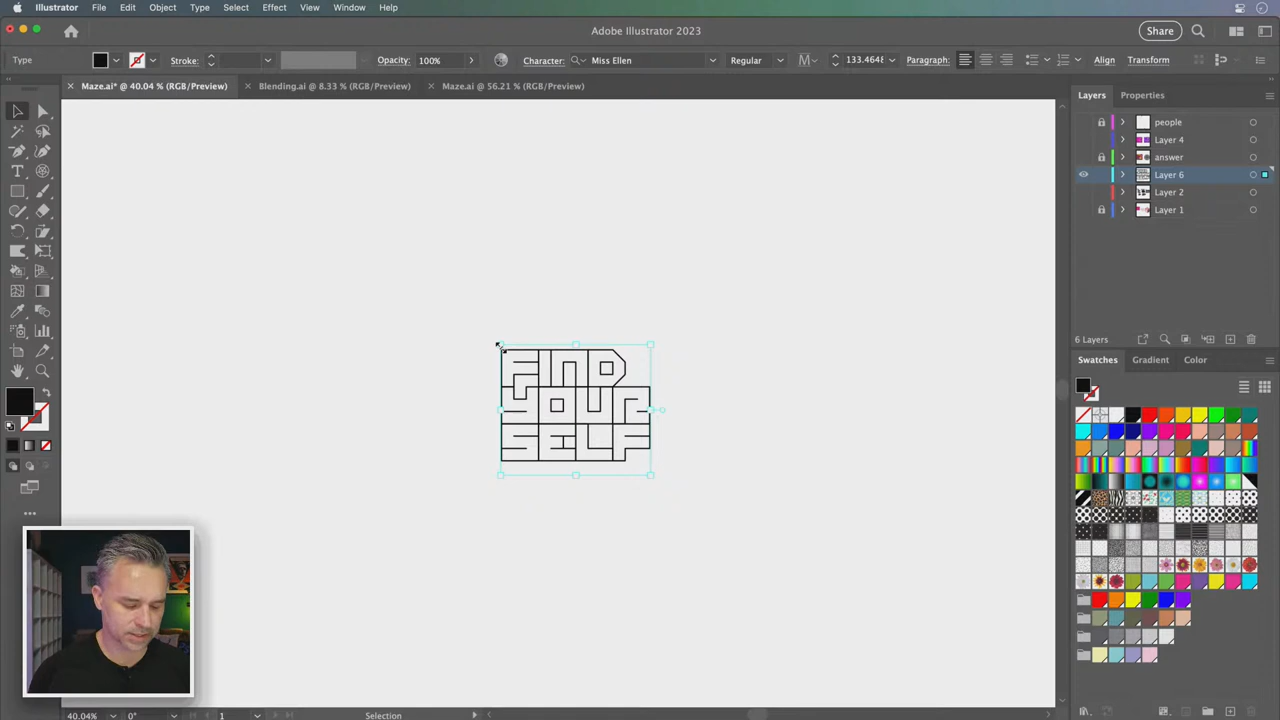 Illustrator File Edit Object Type Select Effect View Window Help
Adobe Illustrator 2023
Share
Type Stroke: Opacity: 100% Character: Miss Ellen Regular Paragraph: Align Transform
Maze.ai* @ 40.04 % (RGB/Preview) Blending.ai @ 8.33 % (RGB/Preview) Maze.ai @ 56.21 % (RGB/Preview)
Layers Properties
people
Layer 4
answer
Layer 6
Layer 2
Layer 1
FIND
YOUR
SELF
6 Layers
Swatches Gradient Color
40.04% 0° 1 Selection